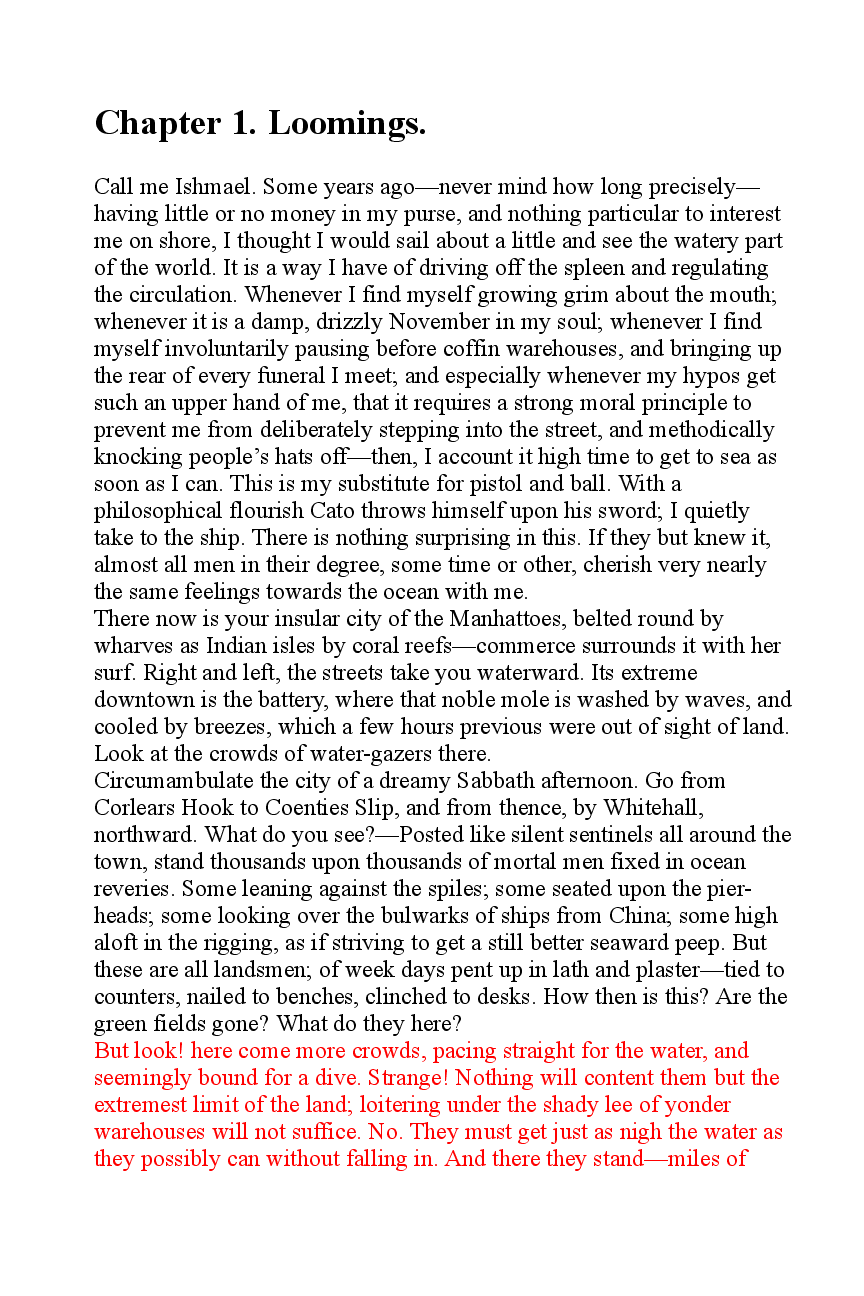 Chapter 1. Loomings.
Call me Ishmael. Some years ago—never mind how long precisely—
having little or no money in my purse, and nothing particular to interest
me on shore, I thought I would sail about a little and see the watery part
of the world. It is a way I have of driving off the spleen and regulating
the circulation. Whenever I find myself growing grim about the mouth;
whenever it is a damp, drizzly November in my soul; whenever I find
myself involuntarily pausing before coffin warehouses, and bringing up
the rear of every funeral I meet; and especially whenever my hypos get
such an upper hand of me, that it requires a strong moral principle to
prevent me from deliberately stepping into the street, and methodically
knocking people’s hats off—then, I account it high time to get to sea as
soon as I can. This is my substitute for pistol and ball. With a
philosophical flourish Cato throws himself upon his sword; I quietly
take to the ship. There is nothing surprising in this. If they but knew it,
almost all men in their degree, some time or other, cherish very nearly
the same feelings towards the ocean with me.
There now is your insular city of the Manhattoes, belted round by
wharves as Indian isles by coral reefs—commerce surrounds it with her
surf. Right and left, the streets take you waterward. Its extreme
downtown is the battery, where that noble mole is washed by waves, and
cooled by breezes, which a few hours previous were out of sight of land.
Look at the crowds of water-gazers there.
Circumambulate the city of a dreamy Sabbath afternoon. Go from
Corlears Hook to Coenties Slip, and from thence, by Whitehall,
northward. What do you see?—Posted like silent sentinels all around the
town, stand thousands upon thousands of mortal men fixed in ocean
reveries. Some leaning against the spiles; some seated upon the pier-
heads; some looking over the bulwarks of ships from China; some high
aloft in the rigging, as if striving to get a still better seaward peep. But
these are all landsmen; of week days pent up in lath and plaster—tied to
counters, nailed to benches, clinched to desks. How then is this? Are the
green fields gone? What do they here?
But look! here come more crowds, pacing straight for the water, and
seemingly bound for a dive. Strange! Nothing will content them but the
extremest limit of the land; loitering under the shady lee of yonder
warehouses will not suffice. No. They must get just as nigh the water as
they possibly can without falling in. And there they stand—miles of